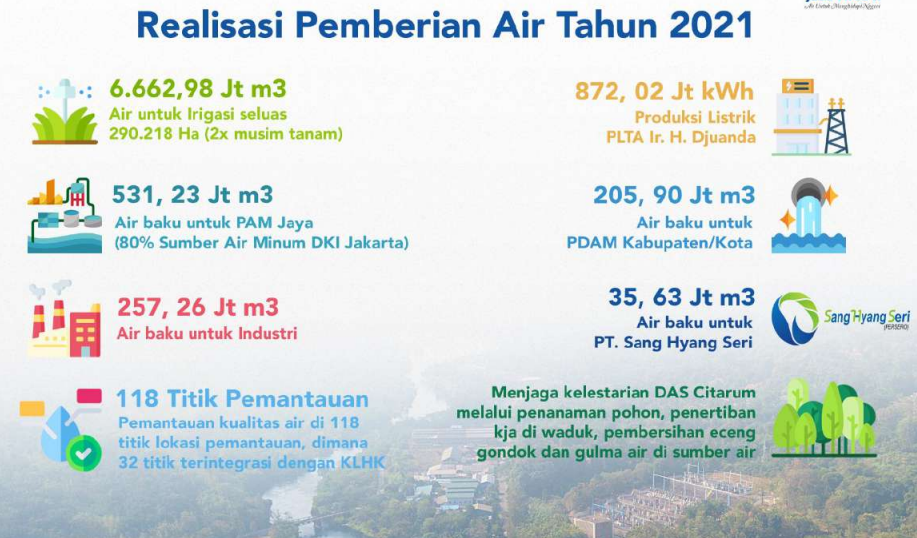 Air Untuk Menghidupi Negeri
Realisasi Pemberian Air Tahun 2021
6.662,98 Jt m3
Air untuk Irigasi seluas
290.218 Ha (2x musim tanam)
872, 02 Jt kWh
Produksi Listrik
PLTA Ir. H. Djuanda
531, 23 Jt m3
Air baku untuk PAM Jaya
(80% Sumber Air Minum DKI Jakarta)
205, 90 Jt m3
Air baku untuk
PDAM Kabupaten/Kota
257, 26 Jt m3
Air baku untuk Industri
35, 63 Jt m3
Air baku untuk
PT. Sang Hyang Seri
Sang Hyang Seri
(PERSERO)
118 Titik Pemantauan
Pemantauan kualitas air di 118
titik lokasi pemantauan, dimana
32 titik terintegrasi dengan KLHK
Menjaga kelestarian DAS Citarum
melalui penanaman pohon, penertiban
kja di waduk, pembersihan eceng
gondok dan gulma air di sumber air